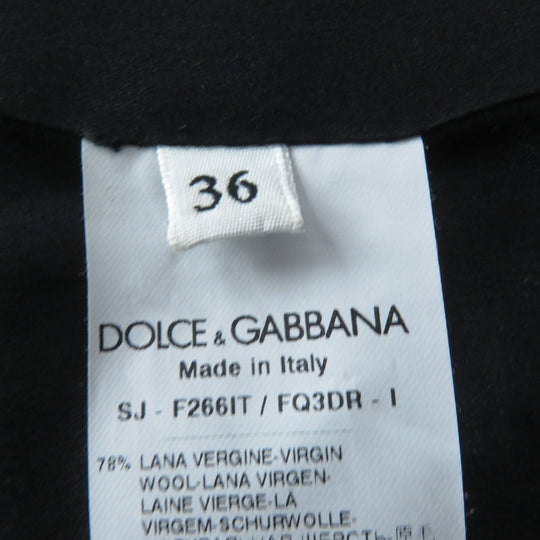 36
DOLCE & GABBANA
Made in Italy
SJ - F266IT / FQ3DR - I
78% LANA VERGINE-VIRGIN
WOOL-LANA VIRGEN-
LAINE VIERGE-LÃ
VIRGEM-SCHURWOLLE-